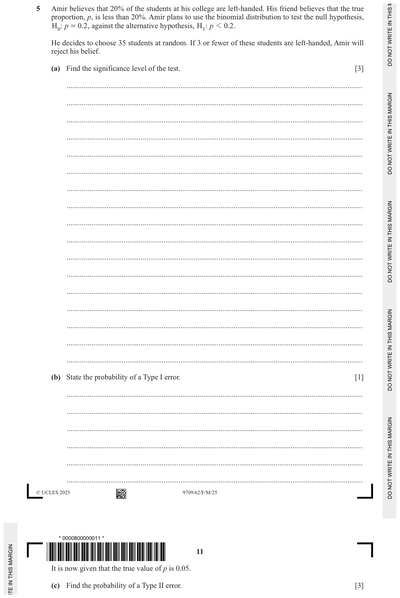 5 Amir believes that 20% of the students at his college are left-handed. His friend believes that the true
proportion, p, is less than 20%. Amir plans to use the binomial distribution to test the null hypothesis,
H₀: p = 0.2, against the alternative hypothesis, H₁: p < 0.2.
He decides to choose 35 students at random. If 3 or fewer of these students are left-handed, Amir will
reject his belief.
(a) Find the significance level of the test. [3]
(b) State the probability of a Type I error. [1]
© UCLES 2025 9709/62/F/M/25
DO NOT WRITE IN THIS M
DO NOT WRITE IN THIS MARGIN
DO NOT WRITE IN THIS MARGIN
DO NOT WRITE IN THIS MARGIN
DO NOT WRITE IN THIS MARGIN
* 0000800000011 *
11
It is now given that the true value of p is 0.05.
(c) Find the probability of a Type II error. [3]
TE IN THIS MARGIN